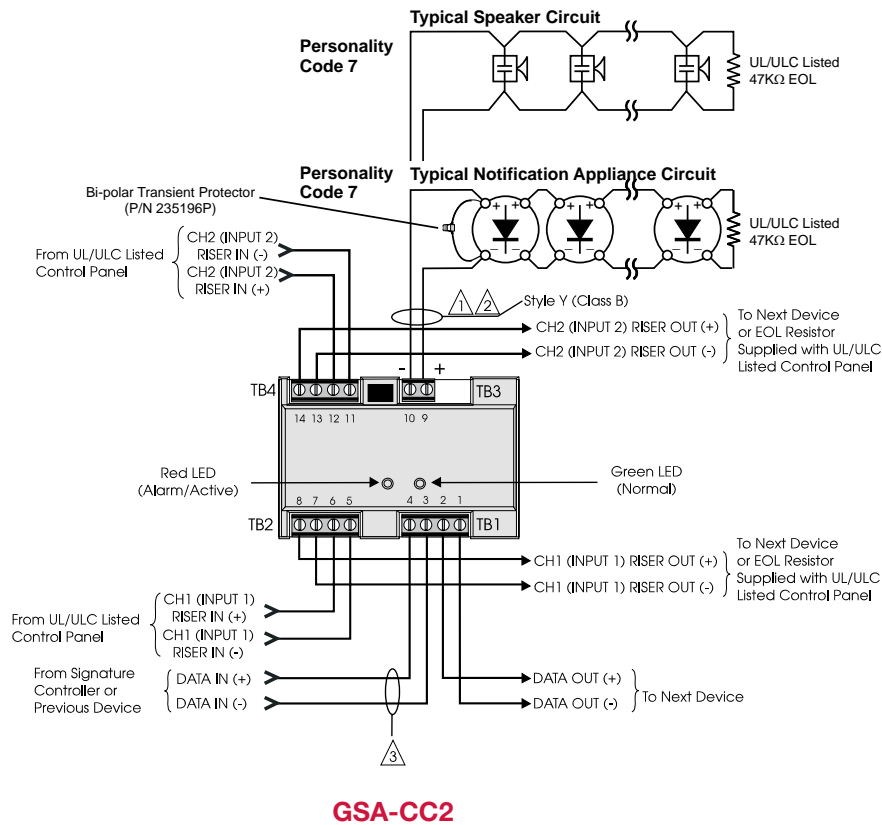 Typical Speaker Circuit
Personality
Code 7
UL/ULC Listed
47KΩ EOL
Personality
Code 7
Typical Notification Appliance Circuit
Bi-polar Transient Protector
(P/N 235196P)
+ +
+ +
+ +
– –
– –
– –
UL/ULC Listed
47KΩ EOL
From UL/ULC Listed
Control Panel
CH2 (INPUT 2)
RISER IN (-)
CH2 (INPUT 2)
RISER IN (+)
1
2
Style Y (Class B)
CH2 (INPUT 2) RISER OUT (+)
CH2 (INPUT 2) RISER OUT (-)
To Next Device
or EOL Resistor
Supplied with UL/ULC
Listed Control Panel
- +
TB4
TB3
14 13 12 11
10 9
Red LED
(Alarm/Active)
Green LED
(Normal)
8 7 6 5
4 3 2 1
TB2
TB1
CH1 (INPUT 1) RISER OUT (+)
CH1 (INPUT 1) RISER OUT (-)
To Next Device
or EOL Resistor
Supplied with UL/ULC
Listed Control Panel
From UL/ULC Listed
Control Panel
CH1 (INPUT 1)
RISER IN (+)
CH1 (INPUT 1)
RISER IN (-)
From Signature
Controller or
Previous Device
DATA IN (+)
DATA IN (-)
DATA OUT (+)
DATA OUT (-)
To Next Device
3
GSA-CC2